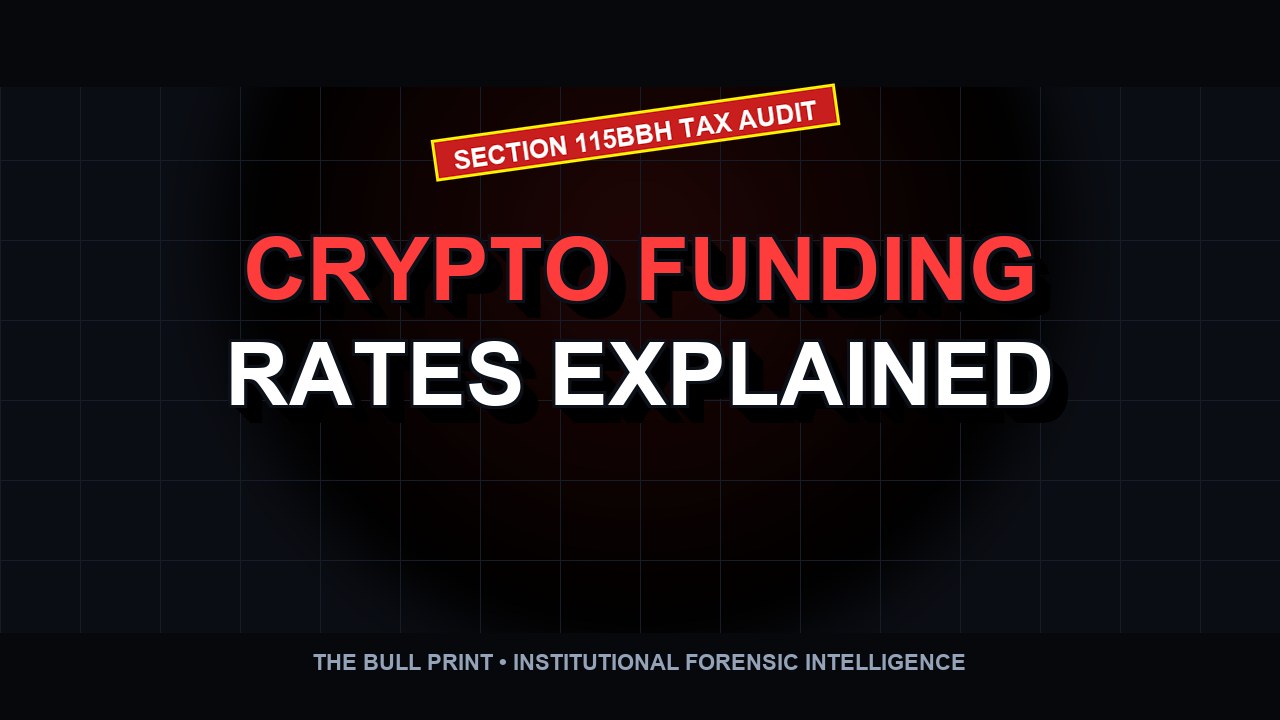 SECTION 115BBH TAX AUDIT
CRYPTO FUNDING
RATES EXPLAINED
THE BULL PRINT • INSTITUTIONAL FORENSIC INTELLIGENCE